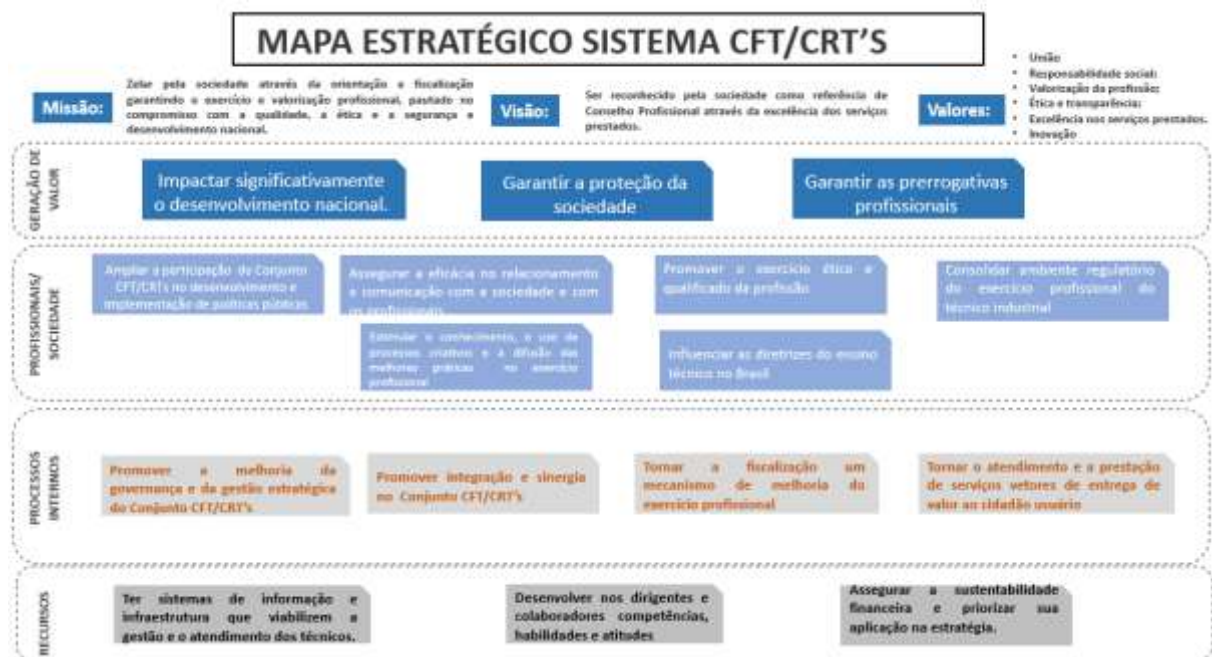 MAPA ESTRATÉGICO SISTEMA CFT/CRT'S
Missão:
Zelar pela sociedade através da orientação e fiscalização
garantindo o exercício e valorização profissional, pautado no
compromisso com a qualidade, a ética e a segurança e
desenvolvimento nacional.
Visão:
Ser reconhecido pela sociedade como referência de
Conselho Profissional através da excelência dos serviços
prestados.
Valores:
• União
• Responsabilidade social;
• Valorização da profissão;
• Ética e transparência;
• Excelência nos serviços prestados.
• Inovação
GERAÇÃO DE
VALOR
Impactar significativamente
o desenvolvimento nacional.
Garantir a proteção da
sociedade
Garantir as prerrogativas
profissionais
PROFISSIONAIS/
SOCIEDADE
Ampliar a participação do Conjunto
CFT/CRTs no desenvolvimento e
implementação de políticas públicas
Assegurar a eficácia no relacionamento
e comunicação com a sociedade e com
os profissionais
Promover o exercício ético e
qualificado da profissão
Consolidar ambiente regulatório
do exercício profissional do
técnico industrial
Estimular o conhecimento, o uso de
processos criativos e a difusão das
melhores práticas no exercício
profissional
Influenciar as diretrizes do ensino
técnico no Brasil
PROCESSOS
INTERNOS
Promover a melhoria da
governança e da gestão estratégica
do Conjunto CFT/CRT's
Promover integração e sinergia
no Conjunto CFT/CRT's
Tornar a fiscalização um
mecanismo de melhoria do
exercício profissional
Tornar o atendimento e a prestação
de serviços vetores de entrega de
valor ao cidadão usuário
RECURSOS
Ter sistemas de informação e
infraestrutura que viabilizem a
gestão e o atendimento dos técnicos.
Desenvolver nos dirigentes e
colaboradores competências,
habilidades e atitudes
Assegurar a sustentabilidade
financeira e priorizar sua
aplicação na estratégia.